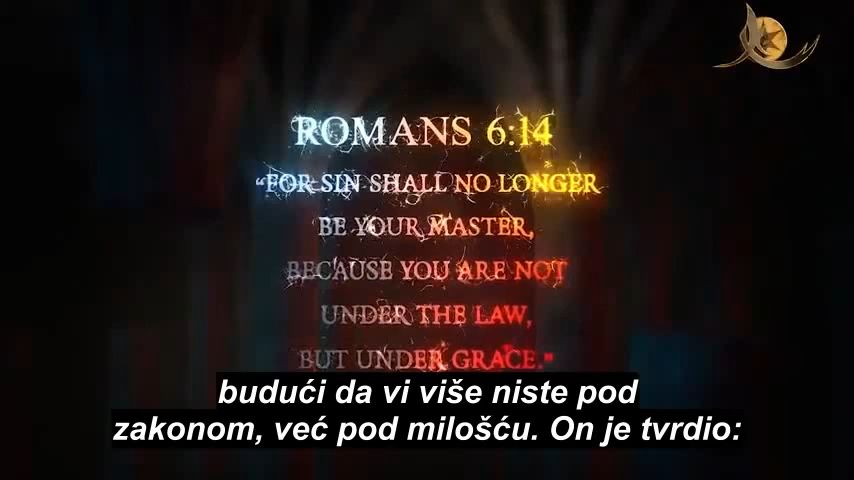 ROMANS 6:14
"FOR SIN SHALL NO LONGER
BE YOUR MASTER,
BECAUSE YOU ARE NOT
UNDER THE LAW,
BUT UNDER GRACE."
budući da vi više niste pod
zakonom, već pod milošću. On je tvrdio: